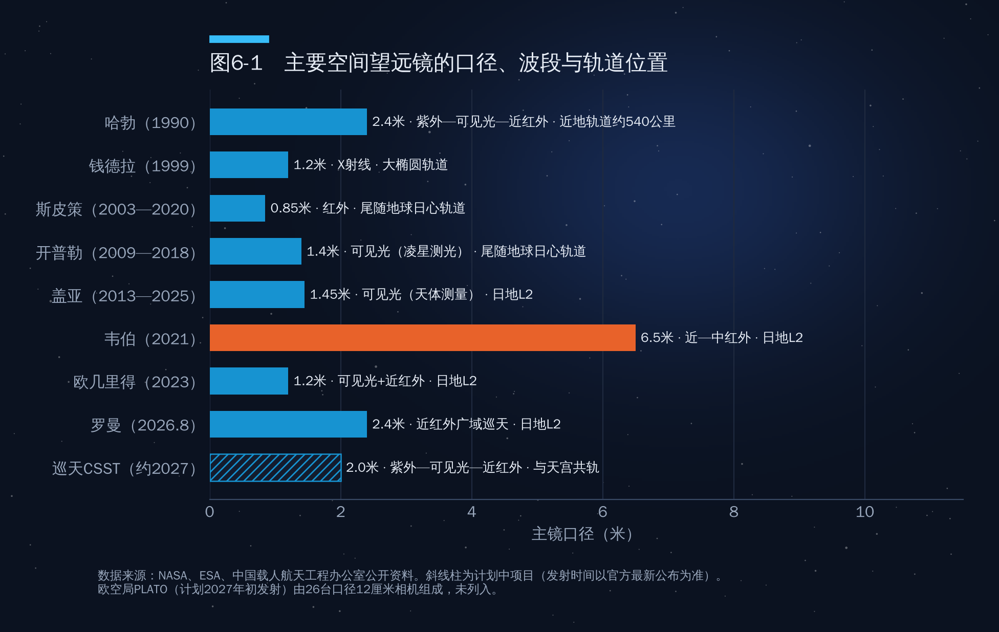 图6-1 主要空间望远镜的口径、波段与轨道位置
哈勃（1990） 2.4米 · 紫外—可见光—近红外 · 近地轨道约540公里
钱德拉（1999） 1.2米 · X射线 · 大椭圆轨道
斯皮策（2003—2020） 0.85米 · 红外 · 尾随地球日心轨道
开普勒（2009—2018） 1.4米 · 可见光（凌星测光） · 尾随地球日心轨道
盖亚（2013—2025） 1.45米 · 可见光（天体测量） · 日地L2
韦伯（2021） 6.5米 · 近—中红外 · 日地L2
欧几里得（2023） 1.2米 · 可见光+近红外 · 日地L2
罗曼（2026.8） 2.4米 · 近红外广域巡天 · 日地L2
巡天CSST（约2027） 2.0米 · 紫外—可见光—近红外 · 与天宫共轨
0 2 4 6 8 10
主镜口径（米）
数据来源：NASA、ESA、中国载人航天工程办公室公开资料。斜线柱为计划中项目（发射时间以官方最新公布为准）。
欧空局PLATO（计划2027年初发射）由26台口径12厘米相机组成，未列入。